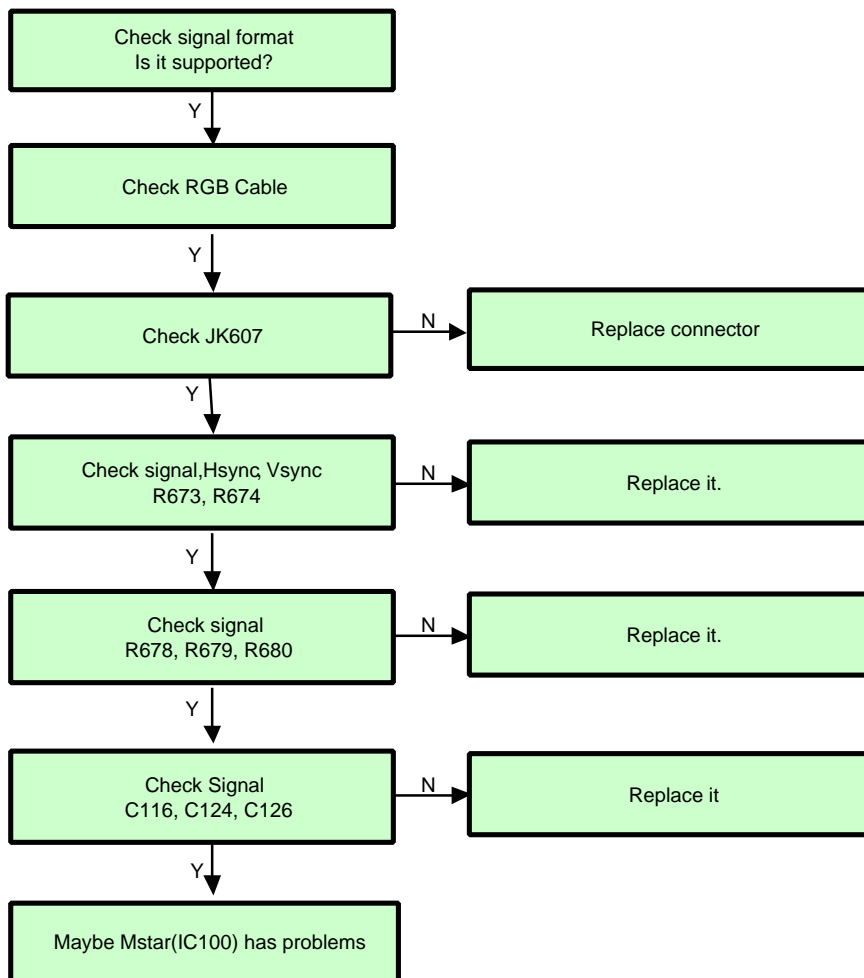 Check signal format
Is it supported?
Y
Check RGB Cable
Y
Check JK607
N
Replace connector
Y
Check signal,Hsync, Vsync
R673, R674
N
Replace it.
Y
Check signal
R678, R679, R680
N
Replace it.
Y
Check Signal
C116, C124, C126
N
Replace it
Y
Maybe Mstar(IC100) has problems